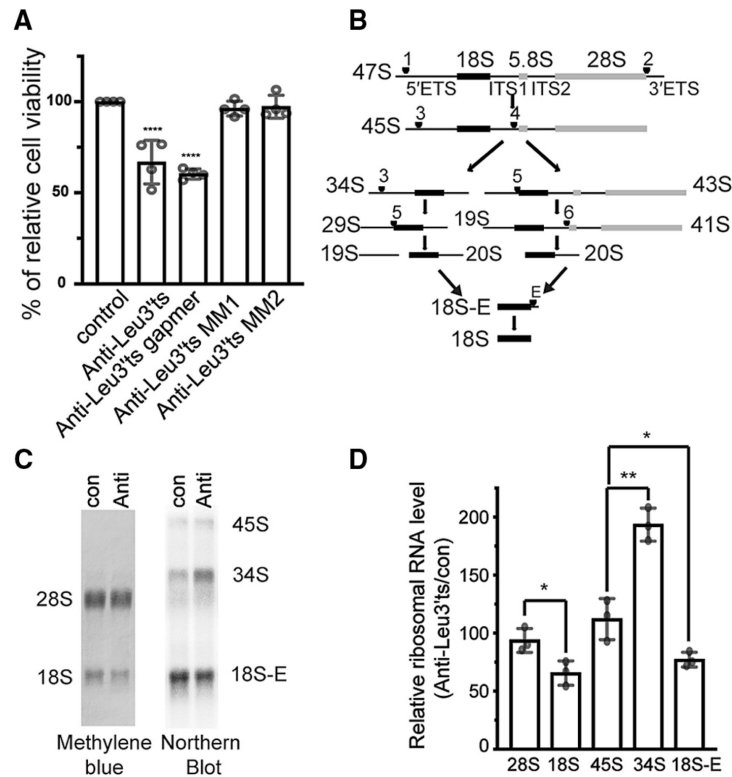 A
% of relative cell viability
100
50
0
****
****
control
Anti-Leu3'ts
Anti-Leu3'ts gapmer
Anti-Leu3'ts MM1
Anti-Leu3'ts MM2
B
1 18S 5.8S 28S 2
47S
5'ETS ITS1 ITS2 3'ETS
3 4
45S
3 5
34S 43S
5 6
29S 19S 41S
19S 20S 20S
E
18S-E
18S
C
con Anti con Anti
45S
34S
28S
18S 18S-E
Methylene blue
Northern Blot
D
Relative ribosomal RNA level
(Anti-Leu3'ts/con)
200
150
100
50
0
*
**
*
28S 18S 45S 34S 18S-E